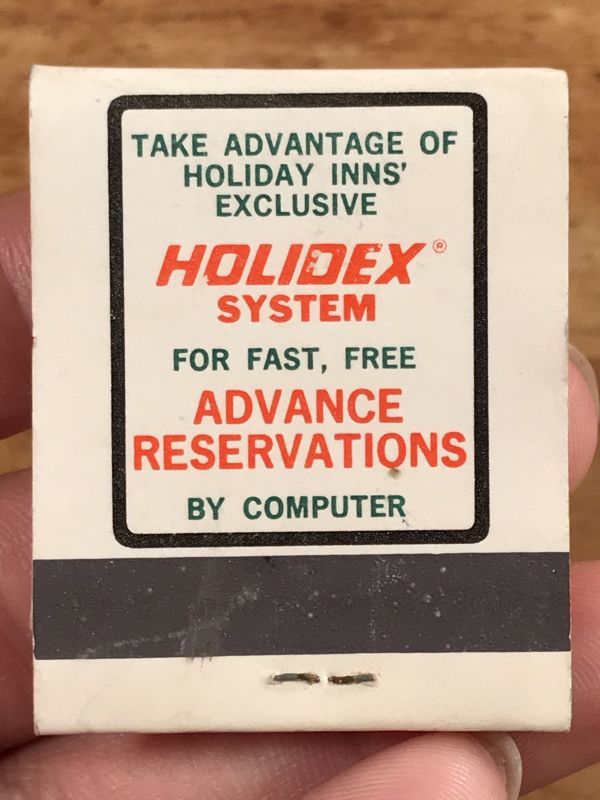 TAKE ADVANTAGE OF
HOLIDAY INNS'
EXCLUSIVE
HOLIDEX®
SYSTEM
FOR FAST, FREE
ADVANCE
RESERVATIONS
BY COMPUTER